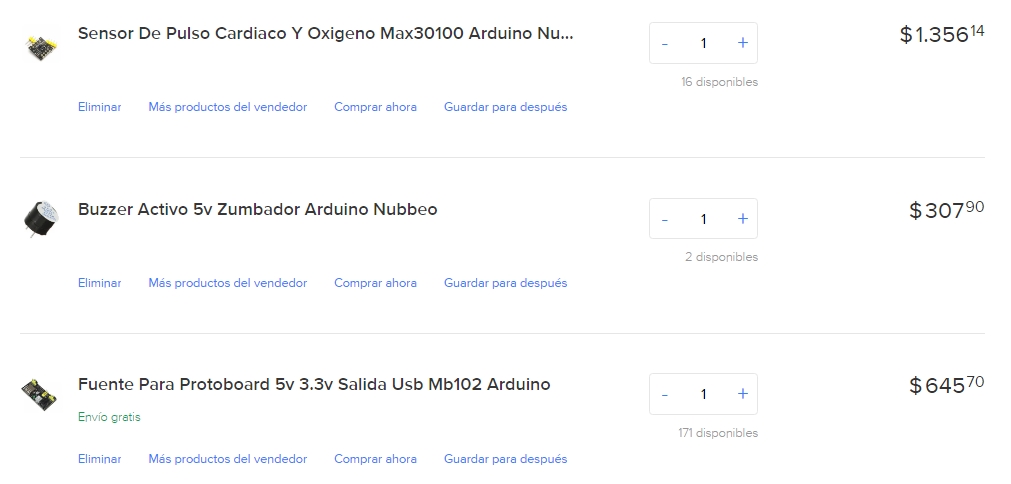 Sensor De Pulso Cardiaco Y Oxigeno Max30100 Arduino Nu...
- 1 +
$ 1.356 14
16 disponibles
Eliminar Más productos del vendedor Comprar ahora Guardar para después
Buzzer Activo 5v Zumbador Arduino Nubbeo
- 1 +
$ 307 90
2 disponibles
Eliminar Más productos del vendedor Comprar ahora Guardar para después
Fuente Para Protoboard 5v 3.3v Salida Usb Mb102 Arduino
- 1 +
$ 645 70
Envío gratis
171 disponibles
Eliminar Más productos del vendedor Comprar ahora Guardar para después